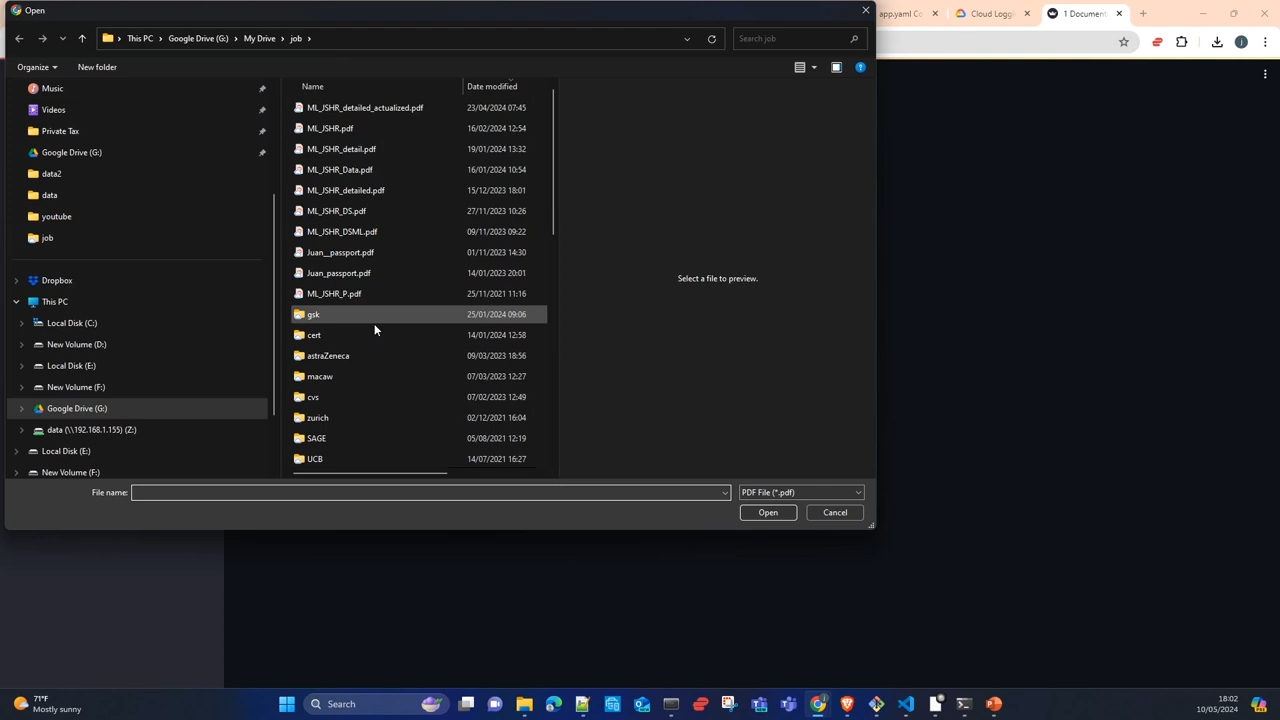 Open
app.yaml Co
Cloud Loggin
1 Document
This PC
Google Drive (G:)
My Drive
job
Search job
Organize
New folder
Name
Date modified
Music
Videos
Private Tax
Google Drive (G:)
data2
data
youtube
job
Dropbox
This PC
Local Disk (C:)
New Volume (D:)
Local Disk (E:)
New Volume (F:)
Google Drive (G:)
data (\\192.168.1.155) (Z:)
Local Disk (E:)
New Volume (F:)
ML_JSHR_detailed_actualized.pdf 23/04/2024 07:45
ML_JSHR.pdf 16/02/2024 12:54
ML_JSHR_detail.pdf 19/01/2024 13:32
ML_JSHR_Data.pdf 16/01/2024 10:54
ML_JSHR_detailed.pdf 15/12/2023 18:01
ML_JSHR_DS.pdf 27/11/2023 10:26
ML_JSHR_DSML.pdf 09/11/2023 09:22
Juan__passport.pdf 01/11/2023 14:30
Juan_passport.pdf 14/01/2023 20:01
ML_JSHR_P.pdf 25/11/2021 11:16
gsk 25/01/2024 09:06
cert 14/01/2024 12:58
astraZeneca 09/03/2023 18:56
macaw 07/03/2023 12:27
cvs 07/02/2023 12:49
zurich 02/12/2021 16:04
SAGE 05/08/2021 12:19
UCB 14/07/2021 16:27
Select a file to preview.
File name:
PDF File (*.pdf)
Open
Cancel
71°F
Mostly sunny
Search
18:02
10/05/2024